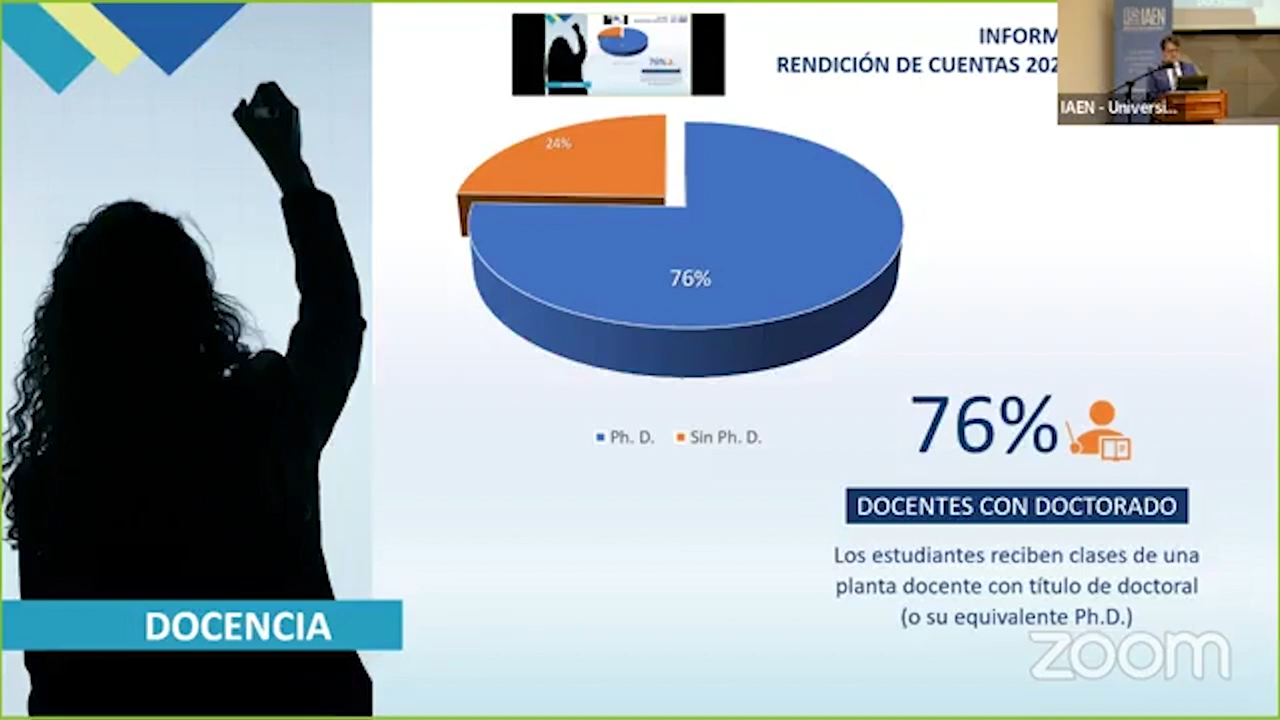 INFORM
RENDICIÓN DE CUENTAS 202
IAEN
IAEN - Universi...
24%
76%
Ph. D.
Sin Ph. D.
76%
DOCENTES CON DOCTORADO
Los estudiantes reciben clases de una
planta docente con título de doctoral
(o su equivalente Ph.D.)
DOCENCIA
zoom